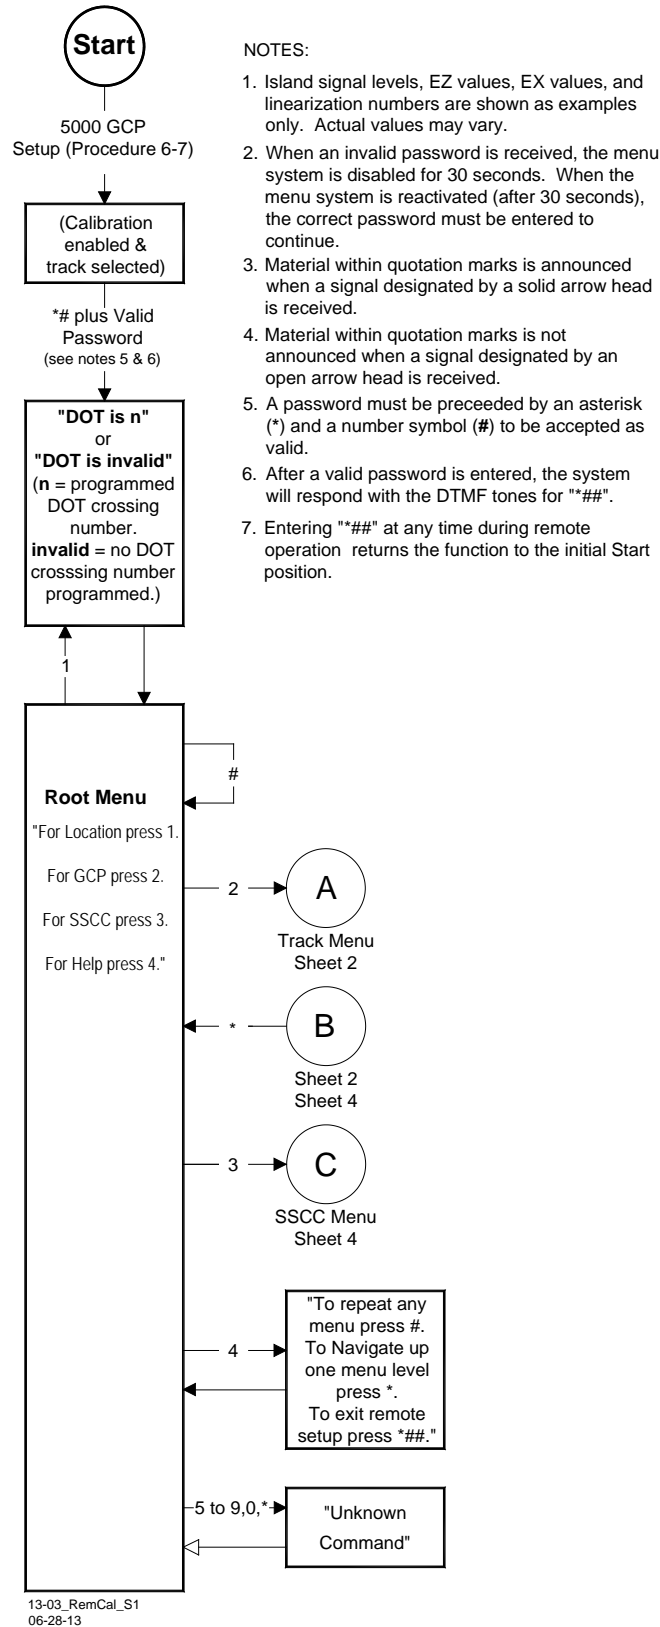 Start
5000 GCP
Setup (Procedure 6-7)
(Calibration
enabled &
track selected)
*# plus Valid
Password
(see notes 5 & 6)
"DOT is n"
or
"DOT is invalid"
(n = programmed
DOT crossing
number.
invalid = no DOT
crosssing number
programmed.)
1
NOTES:
1. Island signal levels, EZ values, EX values, and
linearization numbers are shown as examples
only. Actual values may vary.
2. When an invalid password is received, the menu
system is disabled for 30 seconds. When the
menu system is reactivated (after 30 seconds),
the correct password must be entered to
continue.
3. Material within quotation marks is announced
when a signal designated by a solid arrow head
is received.
4. Material within quotation marks is not
announced when a signal designated by an
open arrow head is received.
5. A password must be preceeded by an asterisk
(*) and a number symbol (#) to be accepted as
valid.
6. After a valid password is entered, the system
will respond with the DTMF tones for "*##".
7. Entering "*##" at any time during remote
operation returns the function to the initial Start
position.
#
Root Menu
"For Location press 1.
For GCP press 2.
For SSCC press 3.
For Help press 4."
2
A
Track Menu
Sheet 2
*
B
Sheet 2
Sheet 4
3
C
SSCC Menu
Sheet 4
4
"To repeat any
menu press #.
To Navigate up
one menu level
press *.
To exit remote
setup press *##."
5 to 9,0,*
"Unknown
Command"
13-03_RemCal_S1
06-28-13